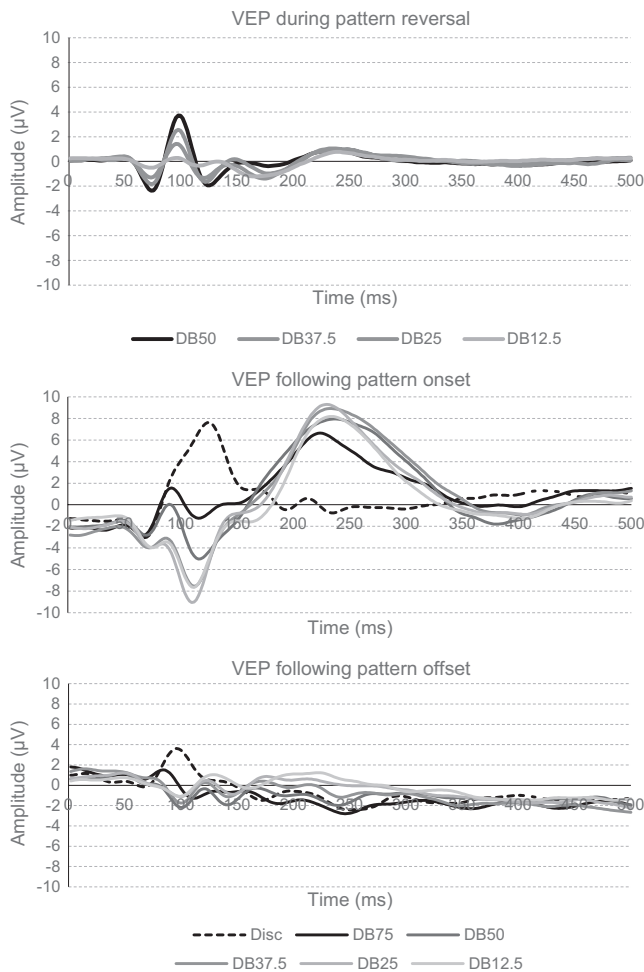 VEP during pattern reversal
10
8
6
4
2
0
-2
-4
-6
-8
-10
Amplitude (µV)
0 50 100 150 200 250 300 350 400 450 500
Time (ms)
DB50 DB37.5 DB25 DB12.5
VEP following pattern onset
10
8
6
4
2
0
-2
-4
-6
-8
-10
Amplitude (µV)
0 50 100 150 200 250 300 350 400 450 500
Time (ms)
VEP following pattern offset
10
8
6
4
2
0
-2
-4
-6
-8
-10
Amplitude (µV)
0 50 100 150 200 250 300 350 400 450 500
Time (ms)
Disc DB75 DB50
DB37.5 DB25 DB12.5